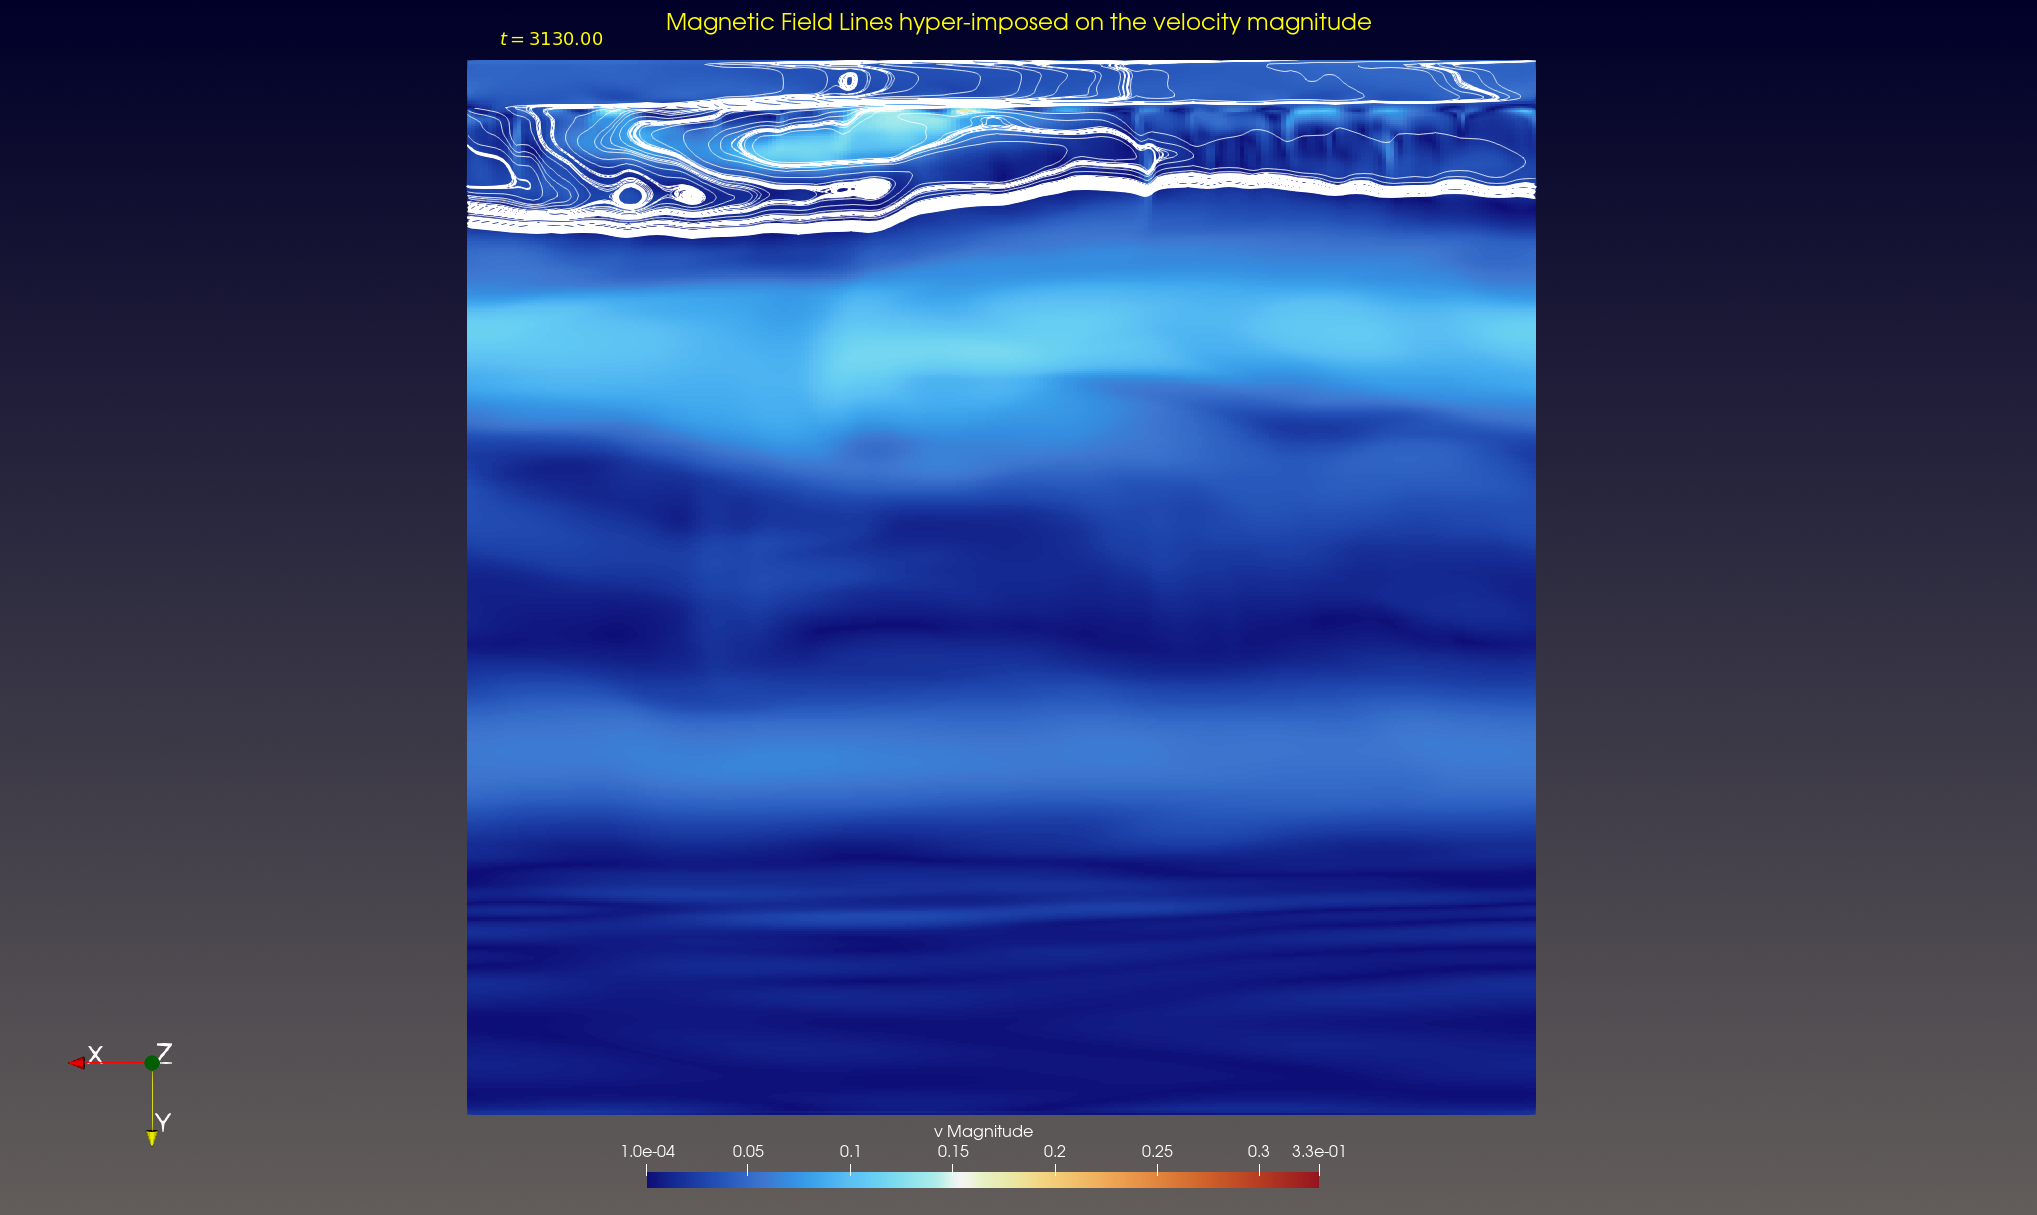 Magnetic Field Lines hyper-imposed on the velocity magnitude
t = 3130.00
X
Z
Y
v Magnitude
1.0e-04 0.05 0.1 0.15 0.2 0.25 0.3 3.3e-01